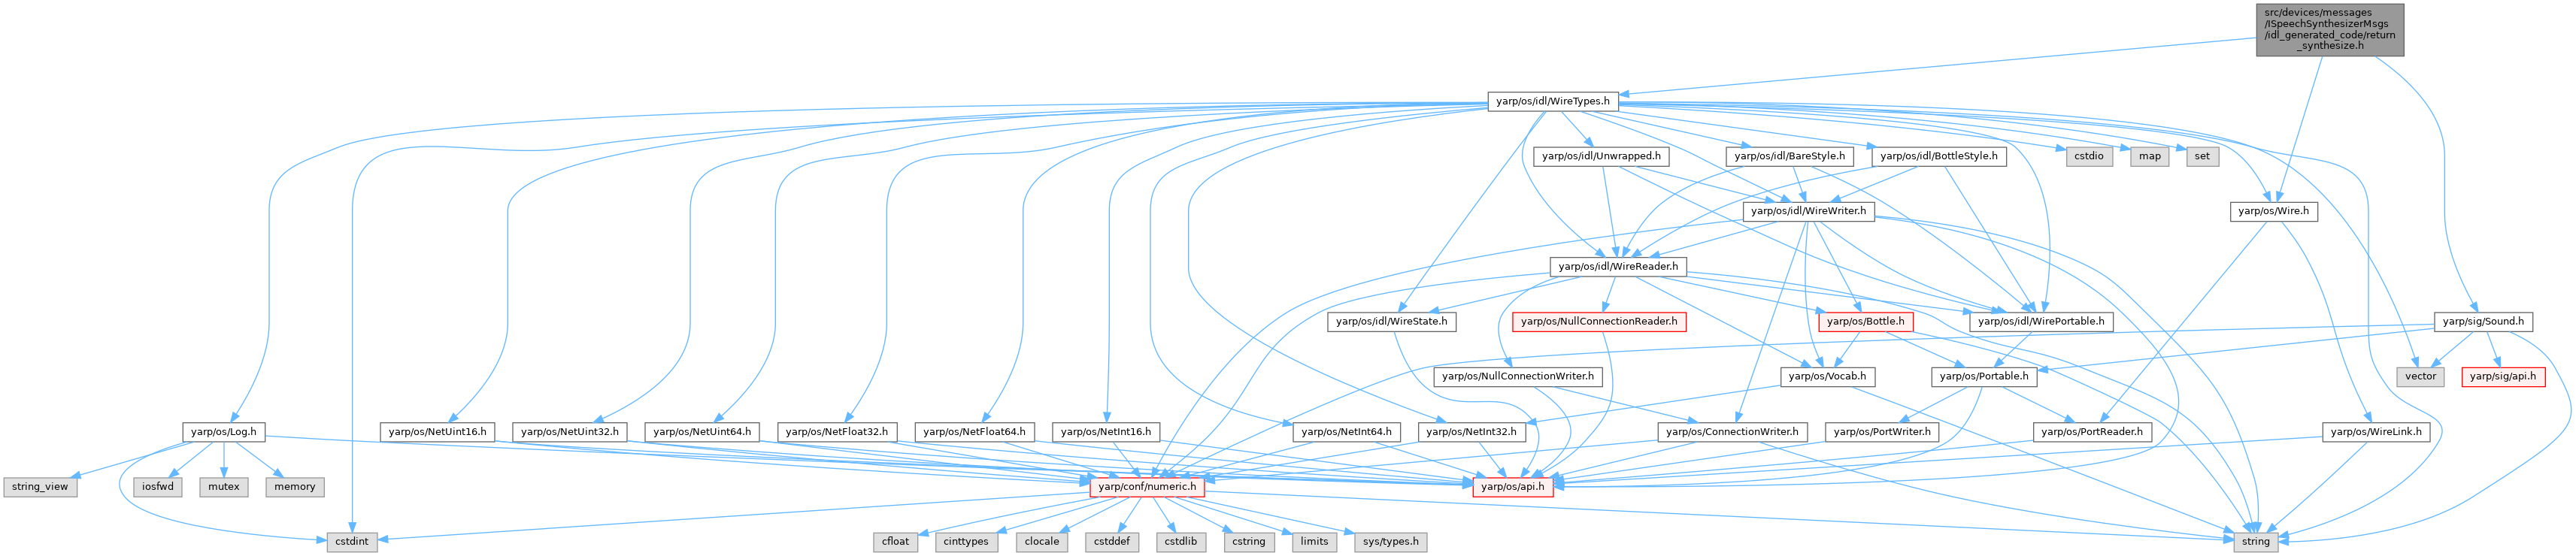 src/devices/messages
/ISpeechSynthesizerMsgs
/idl_generated_code/return
_synthesize.h
yarp/os/idl/WireTypes.h
yarp/os/idl/Unwrapped.h
yarp/os/idl/BareStyle.h
yarp/os/idl/BottleStyle.h
cstdio
map
set
yarp/os/idl/WireWriter.h
yarp/os/Wire.h
yarp/os/idl/WireReader.h
yarp/os/idl/WireState.h
yarp/os/NullConnectionReader.h
yarp/os/Bottle.h
yarp/os/idl/WirePortable.h
yarp/sig/Sound.h
yarp/os/NullConnectionWriter.h
yarp/os/Vocab.h
yarp/os/Portable.h
vector
yarp/sig/api.h
yarp/os/Log.h
yarp/os/NetUint16.h
yarp/os/NetUint32.h
yarp/os/NetUint64.h
yarp/os/NetFloat32.h
yarp/os/NetFloat64.h
yarp/os/NetInt16.h
yarp/os/NetInt64.h
yarp/os/NetInt32.h
yarp/os/ConnectionWriter.h
yarp/os/PortWriter.h
yarp/os/PortReader.h
yarp/os/WireLink.h
string_view
iosfwd
mutex
memory
yarp/conf/numeric.h
yarp/os/api.h
cstdint
cfloat
cinttypes
clocale
cstddef
cstdlib
cstring
limits
sys/types.h
string